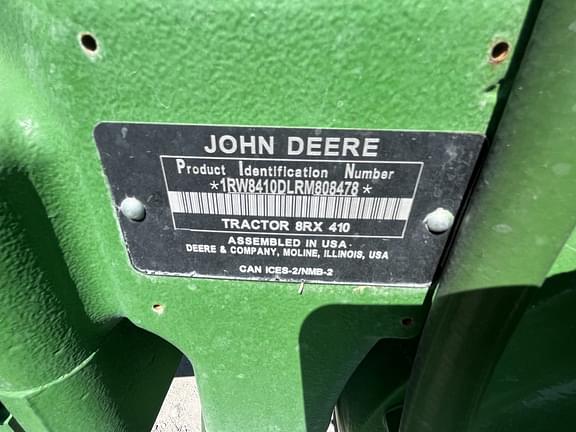 JOHN DEERE
Product Identification Number
*1RW8410DLRM808478*
TRACTOR 8RX 410
ASSEMBLED IN USA
DEERE & COMPANY, MOLINE, ILLINOIS, USA
CAN ICES-2/NMB-2